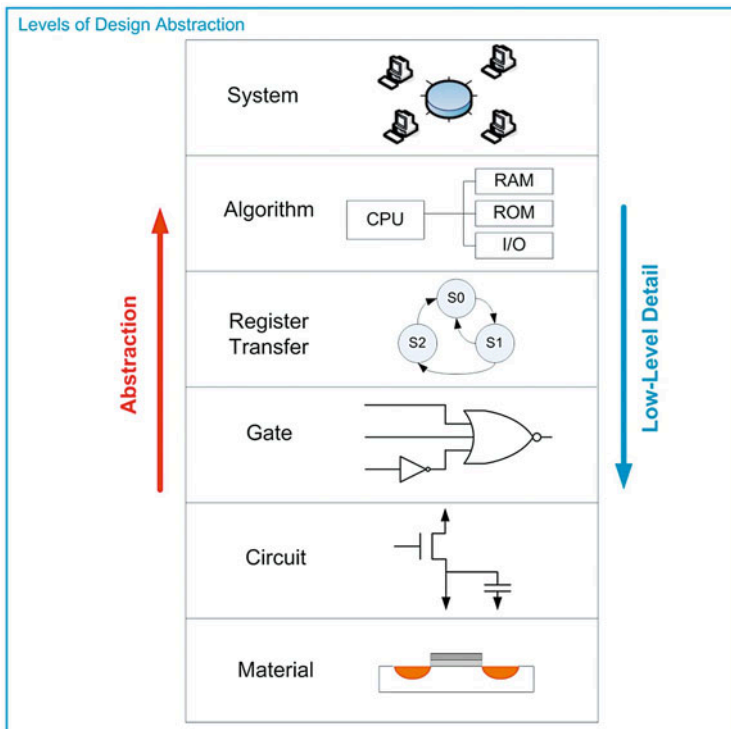 Levels of Design Abstraction
System
Algorithm
CPU
RAM
ROM
I/O
Register
Transfer
S0
S2
S1
Gate
Circuit
Material
Abstraction
Low-Level Detail